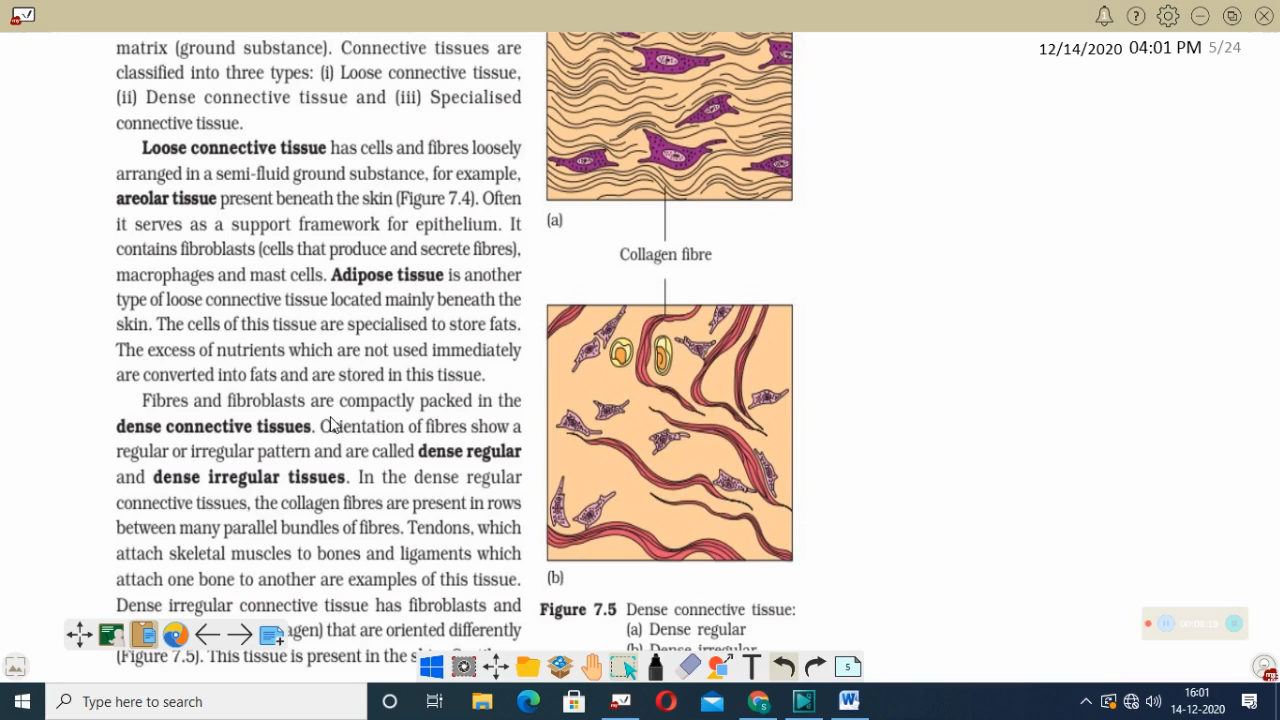 12/14/2020 04:01 PM 5/24
matrix (ground substance). Connective tissues are
classified into three types: (i) Loose connective tissue,
(ii) Dense connective tissue and (iii) Specialised
connective tissue.
Loose connective tissue has cells and fibres loosely
arranged in a semi-fluid ground substance, for example,
areolar tissue present beneath the skin (Figure 7.4). Often
it serves as a support framework for epithelium. It
contains fibroblasts (cells that produce and secrete fibres),
macrophages and mast cells. Adipose tissue is another
type of loose connective tissue located mainly beneath the
skin. The cells of this tissue are specialised to store fats.
The excess of nutrients which are not used immediately
are converted into fats and are stored in this tissue.
Fibres and fibroblasts are compactly packed in the
dense connective tissues. Orientation of fibres show a
regular or irregular pattern and are called dense regular
and dense irregular tissues. In the dense regular
connective tissues, the collagen fibres are present in rows
between many parallel bundles of fibres. Tendons, which
attach skeletal muscles to bones and ligaments which
attach one bone to another are examples of this tissue.
Dense irregular connective tissue has fibroblasts and
agen) that are oriented differently
(Figure 7.5). This tissue is present in the
(a)
Collagen fibre
(b)
Figure 7.5 Dense connective tissue:
(a) Dense regular
(b) Dense irregular
5
Type here to search
16:01
14-12-2020